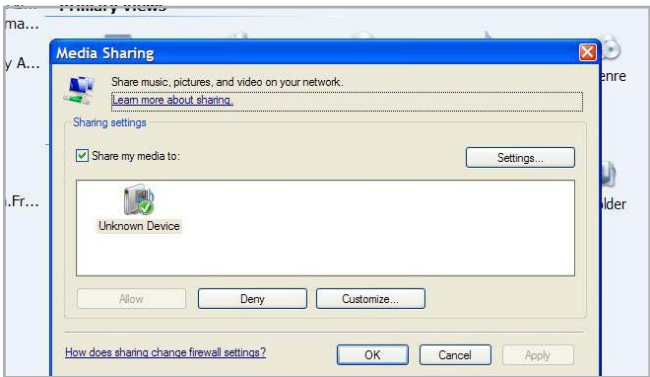 Primary Views
ma...
Media Sharing
y A...
enre
Share music, pictures, and video on your network.
Learn more about sharing.
Sharing settings
Share my media to:
Settings...
.Fr...
lder
Unknown Device
Allow
Deny
Customize...
How does sharing change firewall settings?
OK
Cancel
Apply